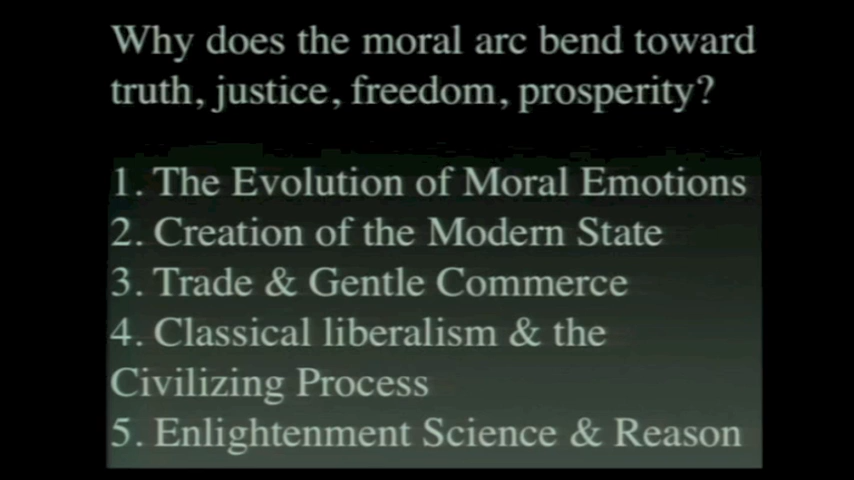 Why does the moral arc bend toward
truth, justice, freedom, prosperity?
1. The Evolution of Moral Emotions
2. Creation of the Modern State
3. Trade & Gentle Commerce
4. Classical liberalism & the
Civilizing Process
5. Enlightenment Science & Reason